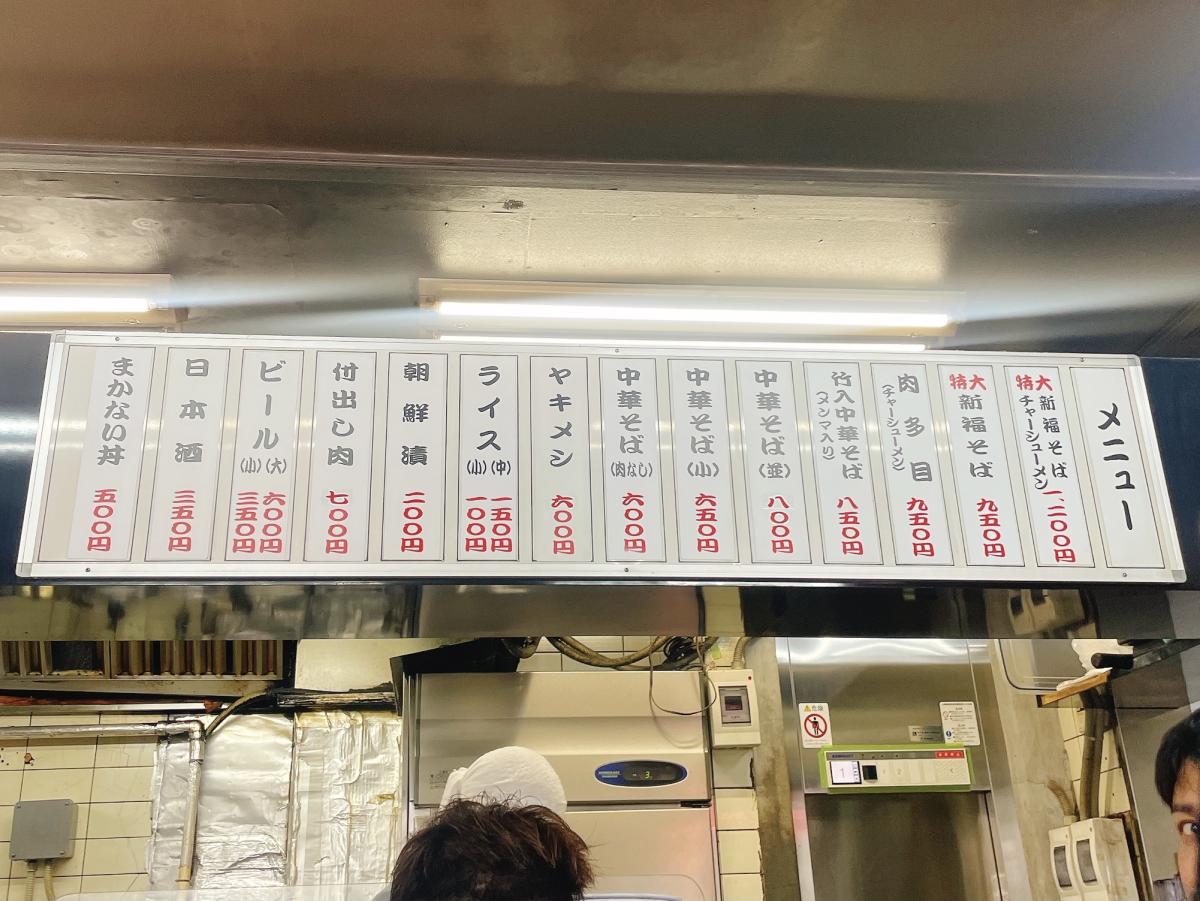 メニュー
特大新福そば
チャーシューメン
一、二〇〇円
特大新福そば
九五〇円
肉多目
(チャーシューメン)
九五〇円
竹入中華そば
(メンマ入り)
八五〇円
中華そば(並)
八〇〇円
中華そば(小)
六五〇円
中華そば(肉なし)
六〇〇円
ヤキメシ
六〇〇円
ライス(中)
一五〇円
(小)
一〇〇円
朝鮮漬
二〇〇円
付出し肉
七〇〇円
ビール(大)
六〇〇円
(小)
三五〇円
日本酒
三五〇円
まかない丼
五〇〇円
危険